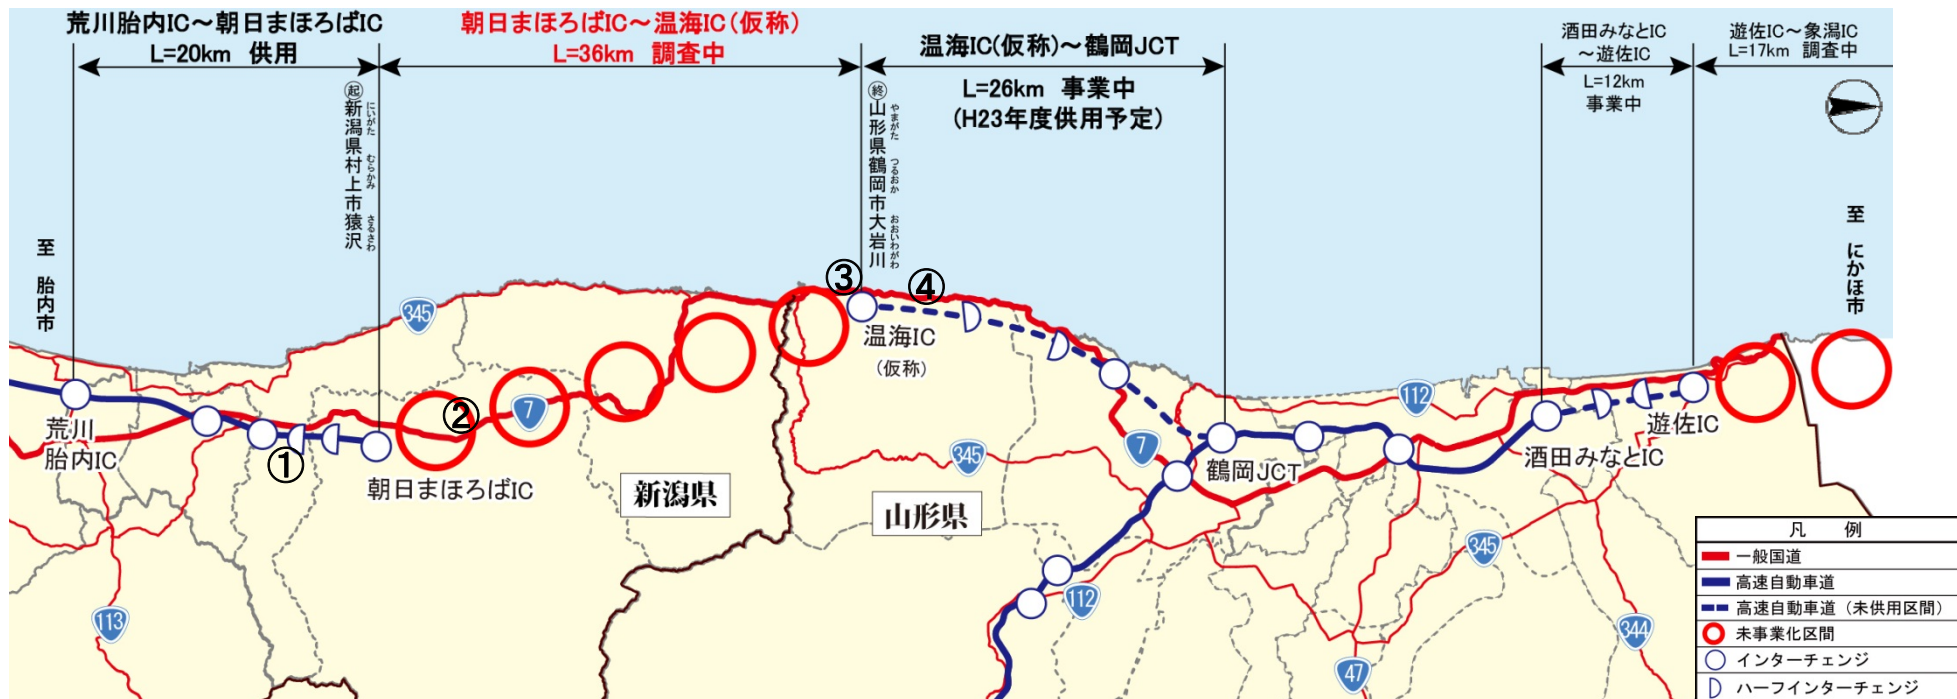 荒川胎内IC～朝日まほろばIC
L=20km 供用
朝日まほろばIC～温海IC(仮称)
L=36km 調査中
温海IC(仮称)～鶴岡JCT
L=26km 事業中
(H23年度供用予定)
酒田みなとIC
～遊佐IC
L=12km
事業中
遊佐IC～象潟IC
L=17km 調査中
起 新潟県村上市猿沢
にいがた むらかみ さるさわ
終 山形県鶴岡市大岩川
やまがた つるおか おおいわがわ
至 胎内市
至 にかほ市
345
③
④
温海IC
(仮称)
荒川
胎内IC
①
②
7
朝日まほろばIC
新潟県
山形県
345
7
112
鶴岡JCT
酒田みなとIC
遊佐IC
113
112
345
344
47
凡 例
一般国道
高速自動車道
高速自動車道(未供用区間)
未事業化区間
インターチェンジ
ハーフインターチェンジ